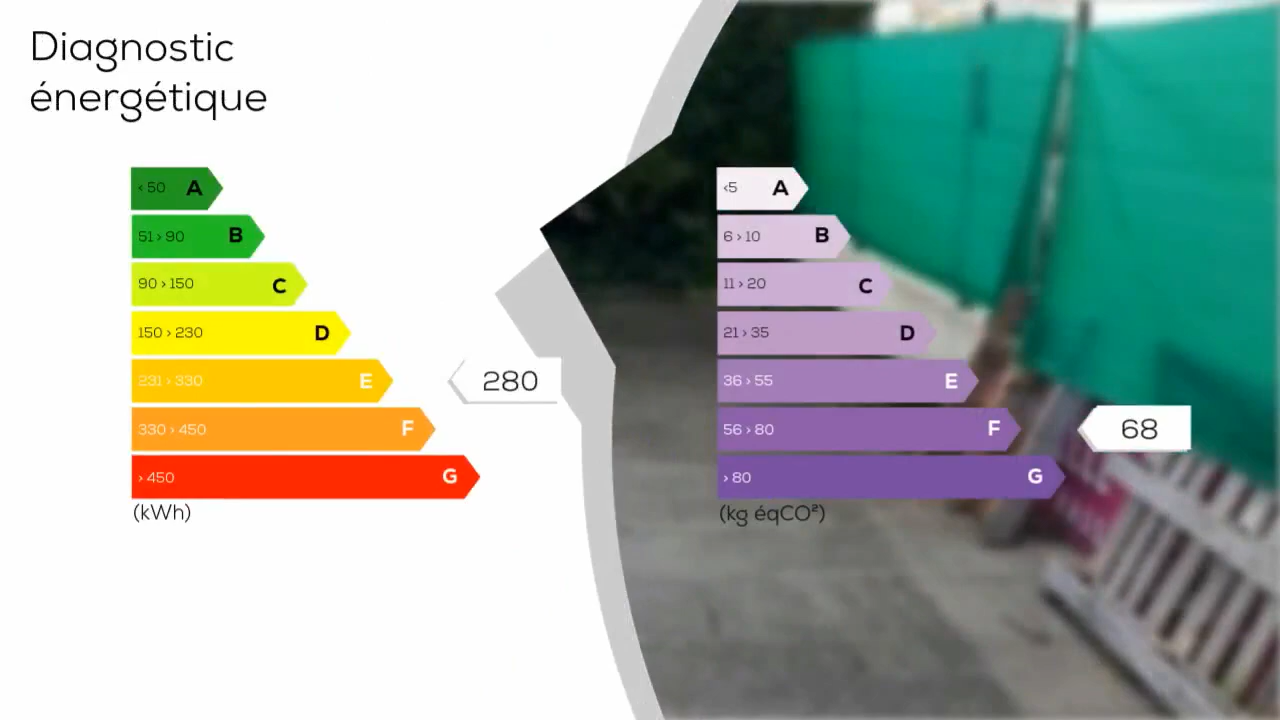 Diagnostic
énergétique
< 50 A
51 > 90 B
90 > 150 C
150 > 230 D
231 > 330 E
280
330 > 450 F
> 450 G
(kWh)
<5 A
6 > 10 B
11 > 20 C
21 > 35 D
36 > 55 E
56 > 80 F
68
> 80 G
(kg éqCO²)